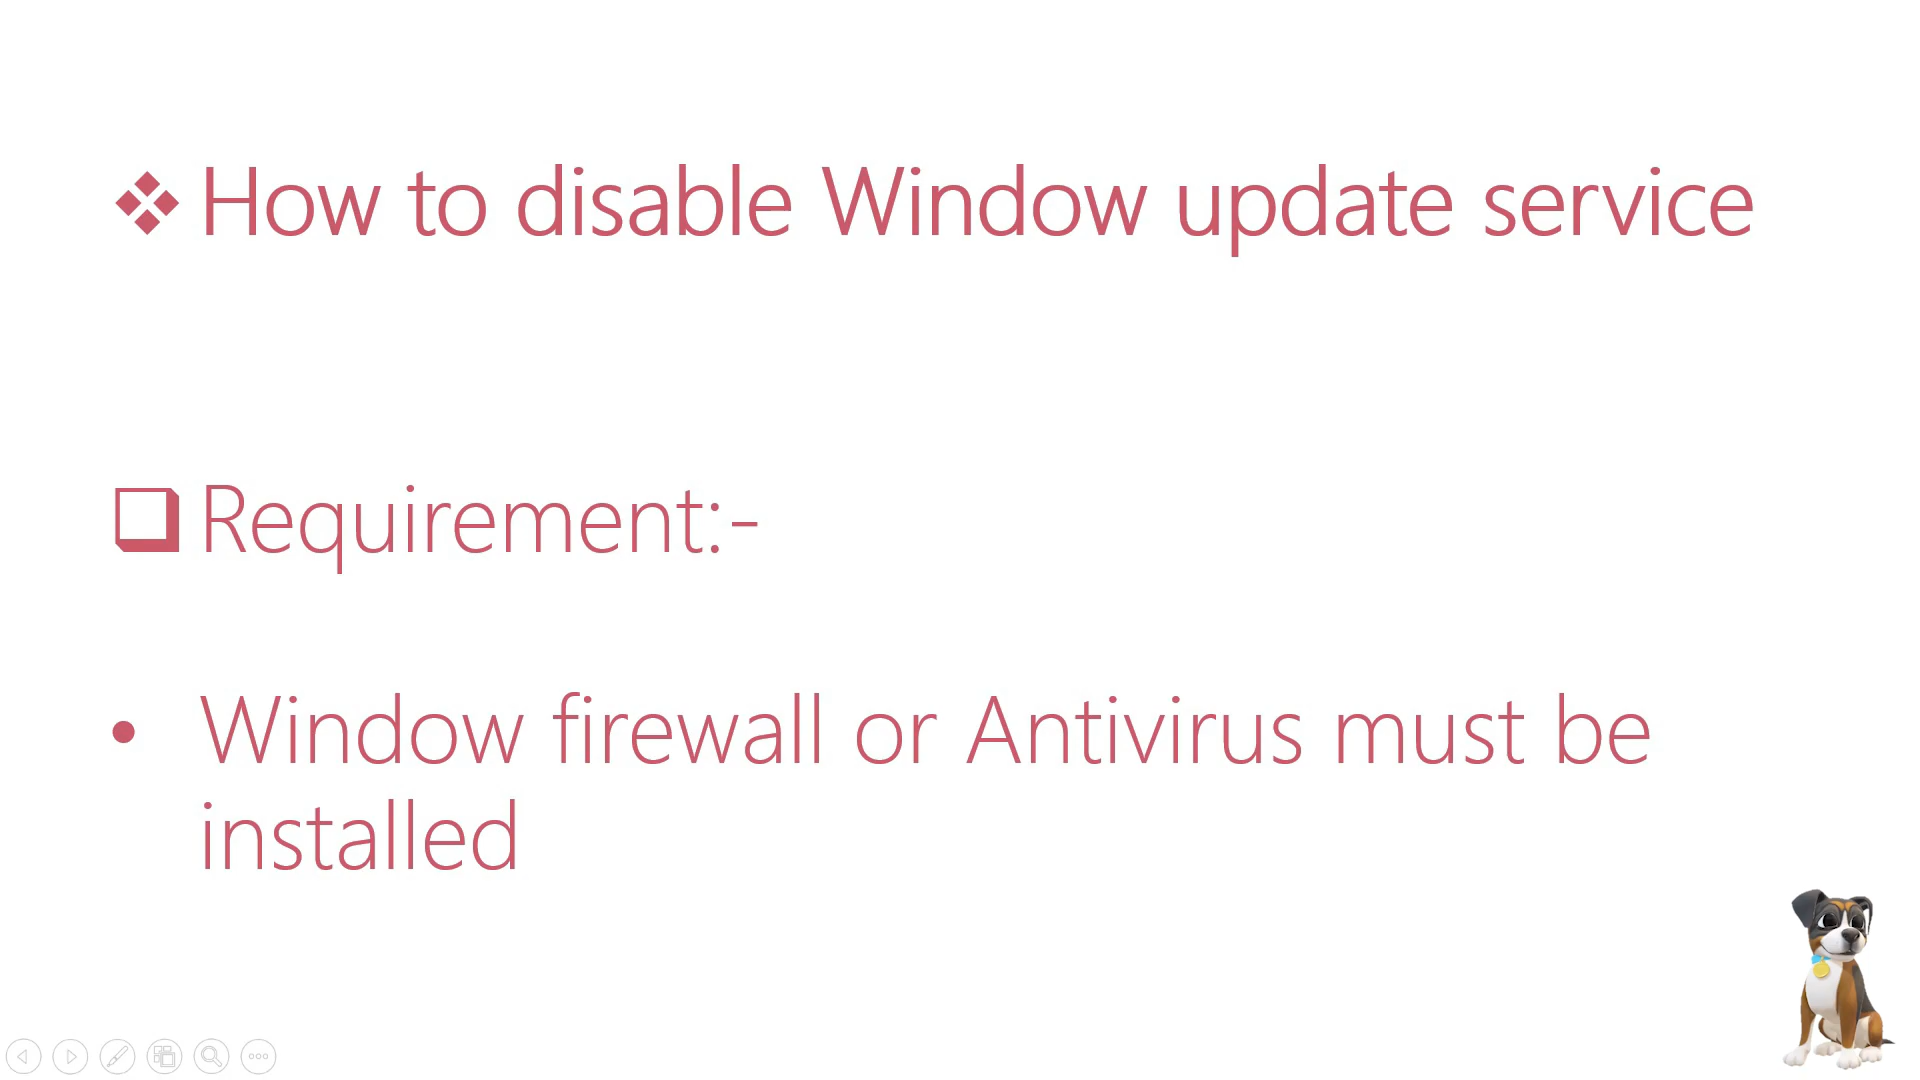 ❖ How to disable Window update service
❑ Requirement:-
• Window firewall or Antivirus must be
installed